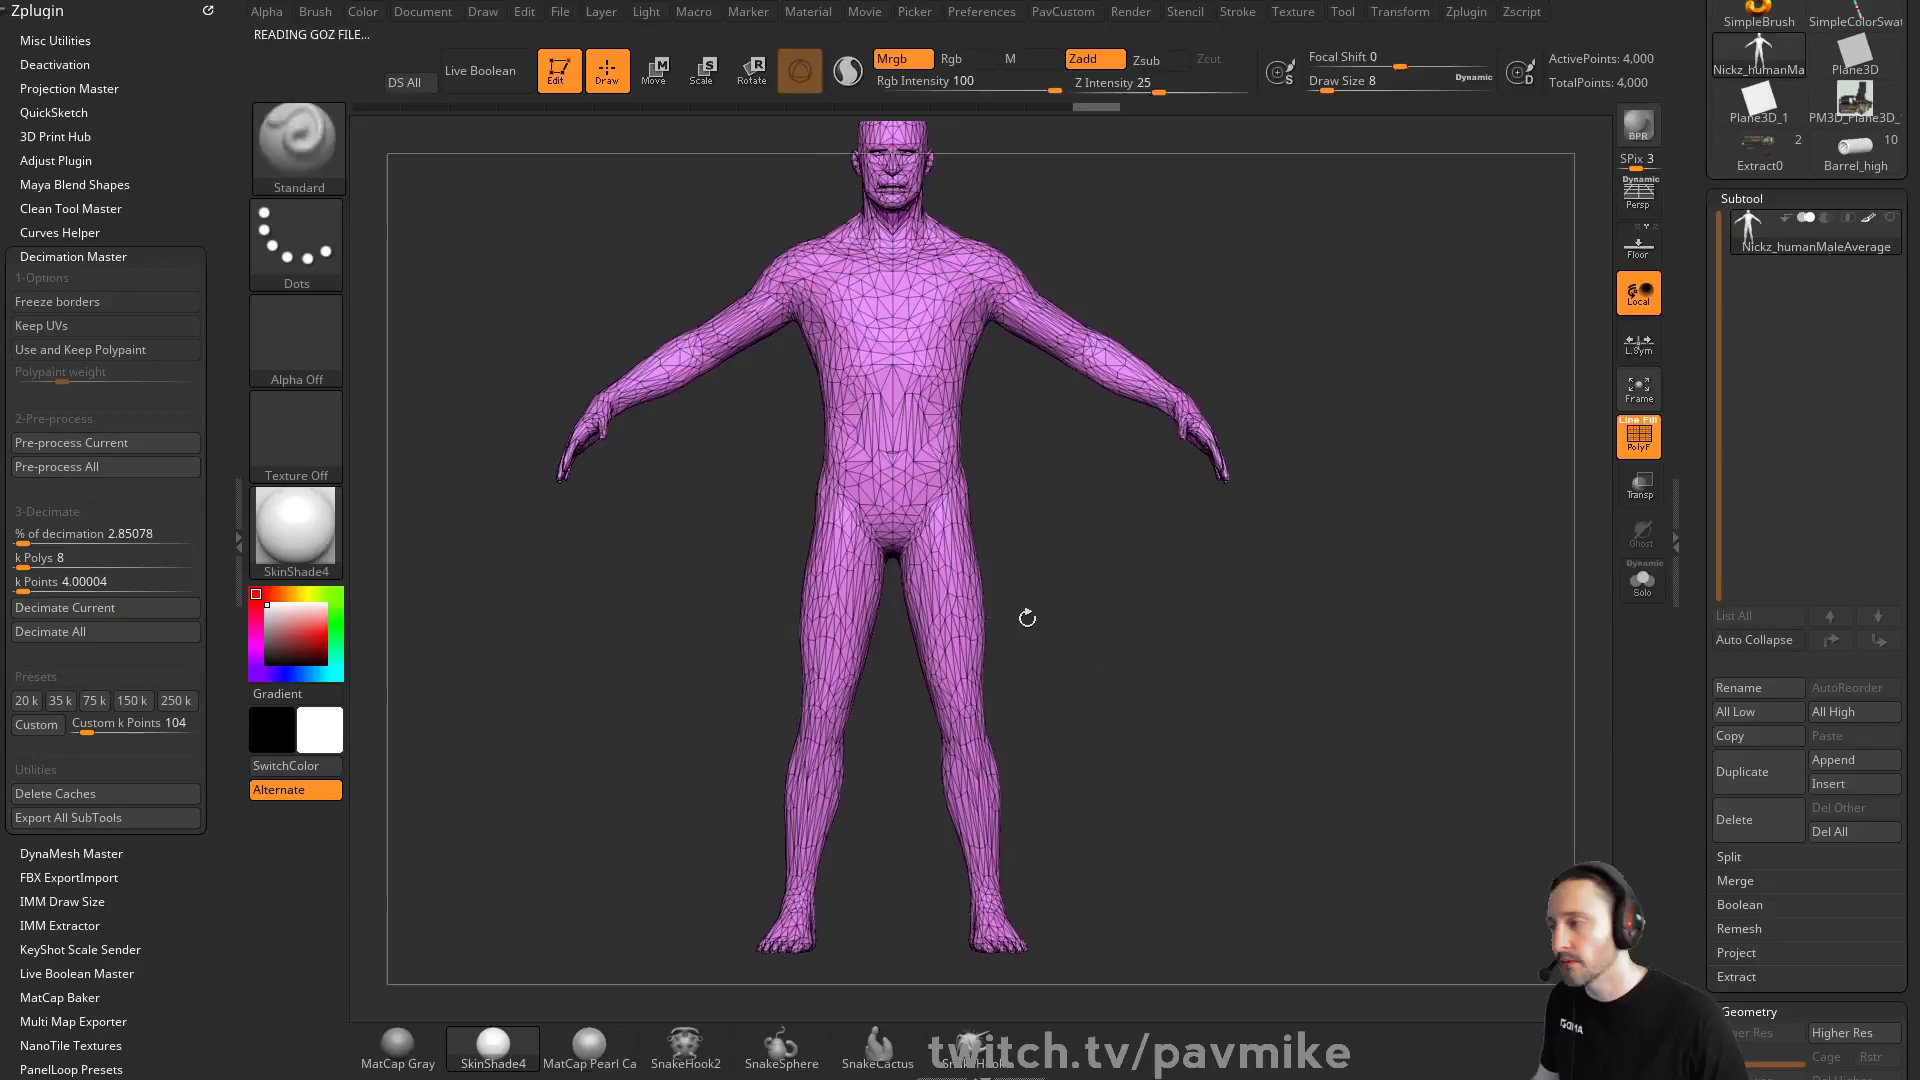 Zplugin
Alpha Brush Color Document Draw Edit File Layer Light Macro Marker Material Movie Picker Preferences PavCustom Render Stencil Stroke Texture Tool Transform Zplugin Zscript
READING GOZ FILE...
Misc Utilities
Deactivation
Projection Master
QuickSketch
3D Print Hub
Adjust Plugin
Maya Blend Shapes
Clean Tool Master
Curves Helper
Decimation Master
1-Options
Freeze borders
Keep UVs
Use and Keep Polypaint
Polypaint weight
2-Pre-process
Pre-process Current
Pre-process All
3-Decimate
% of decimation 2.85078
k Polys 8
k Points 4.00004
Decimate Current
Decimate All
Presets
20 k 35 k 75 k 150 k 250 k
Custom Custom k Points 104
Utilities
Delete Caches
Export All SubTools
DynaMesh Master
FBX ExportImport
IMM Draw Size
IMM Extractor
KeyShot Scale Sender
Live Boolean Master
MatCap Baker
Multi Map Exporter
NanoTile Textures
PanelLoop Presets
DS All
Live Boolean
Edit
Draw
Move
Scale
Rotate
Mrgb Rgb M
Rgb Intensity 100
Zadd Zsub Zcut
Z Intensity 25
Focal Shift 0
Draw Size 8 Dynamic
ActivePoints: 4,000
TotalPoints: 4,000
Standard
Dots
Alpha Off
Texture Off
SkinShade4
Gradient
SwitchColor
Alternate
BPR
SPix 3
Dynamic
Persp
Floor
Local
L.Sym
Frame
Line Fill
PolyF
Transp
Ghost
Dynamic
Solo
SimpleBrush SimpleColorSwat
Nickz_humanMa Plane3D
Plane3D_1 PM3D_Plane3D_
2 10
Extract0 Barrel_high
Subtool
Nickz_humanMaleAverage
List All
Auto Collapse
Rename AutoReorder
All Low All High
Copy Paste
Duplicate Append
Insert
Delete Del Other
Del All
Split
Merge
Boolean
Remesh
Project
Extract
Geometry
Higher Res
Cage Rstr
MatCap Gray SkinShade4 MatCap Pearl Ca SnakeHook2 SnakeSphere SnakeCactus
twitch.tv/pavmike